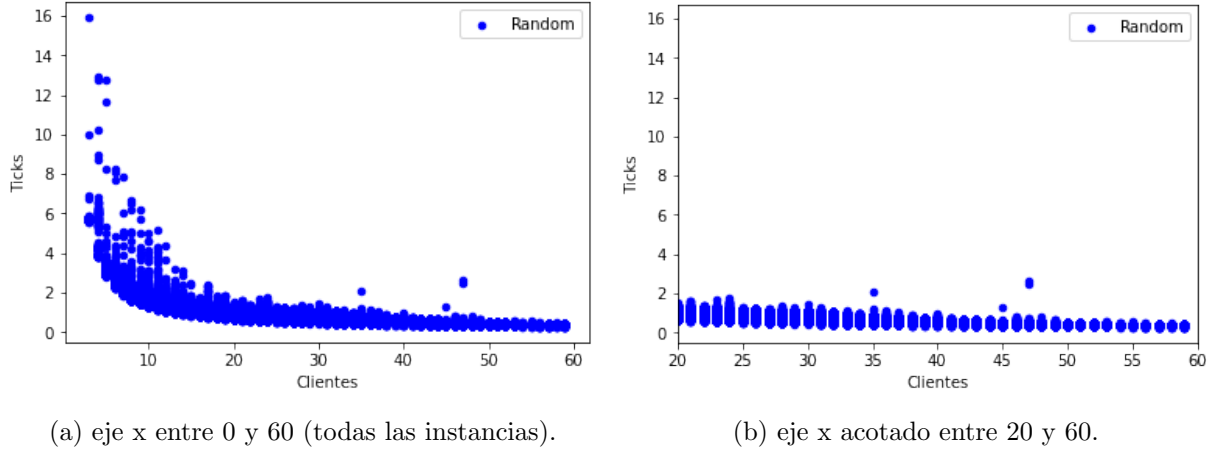 16
14
12
10
8
6
4
2
0
Ticks
10 20 30 40 50 60
Clientes
Random
(a) eje x entre 0 y 60 (todas las instancias).
16
14
12
10
8
6
4
2
0
Ticks
20 25 30 35 40 45 50 55 60
Clientes
Random
(b) eje x acotado entre 20 y 60.